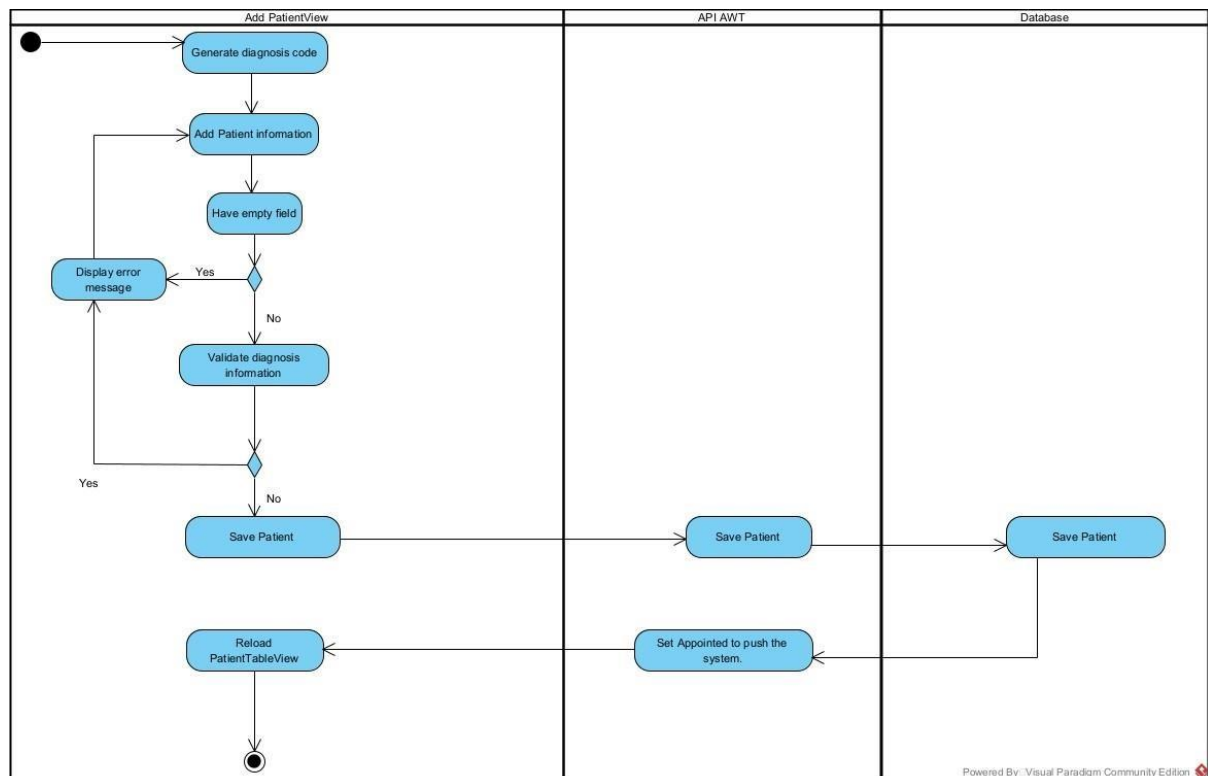 Add PatientView
API AWT
Database
Generate diagnosis code
Add Patient information
Have empty field
Display error
message
Yes
No
Validate diagnosis
information
Yes
No
Save Patient
Save Patient
Save Patient
Reload
PatientTableView
Set Appointed to push the
system.
Powered By Visual Paradigm Community Edition